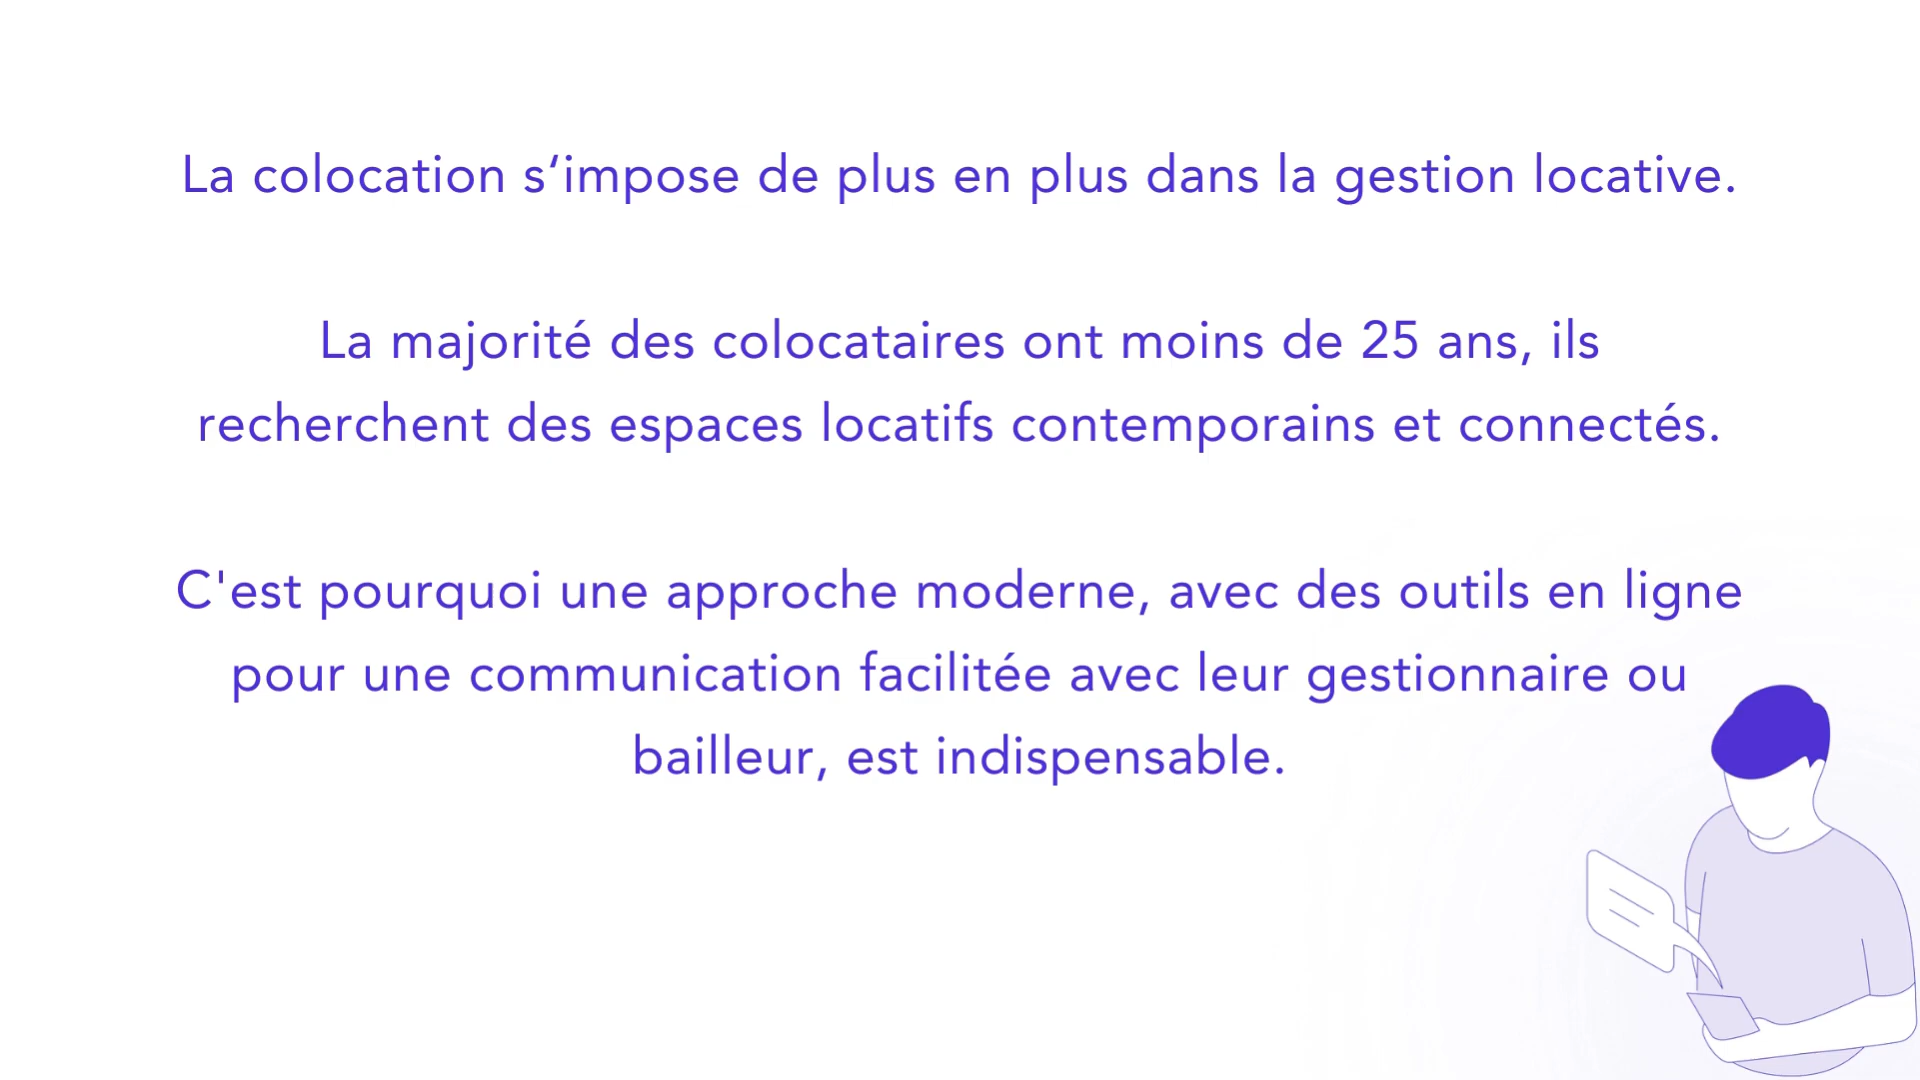 La colocation s‘impose de plus en plus dans la gestion locative.
La majorité des colocataires ont moins de 25 ans, ils
recherchent des espaces locatifs contemporains et connectés.
C'est pourquoi une approche moderne, avec des outils en ligne
pour une communication facilitée avec leur gestionnaire ou
bailleur, est indispensable.